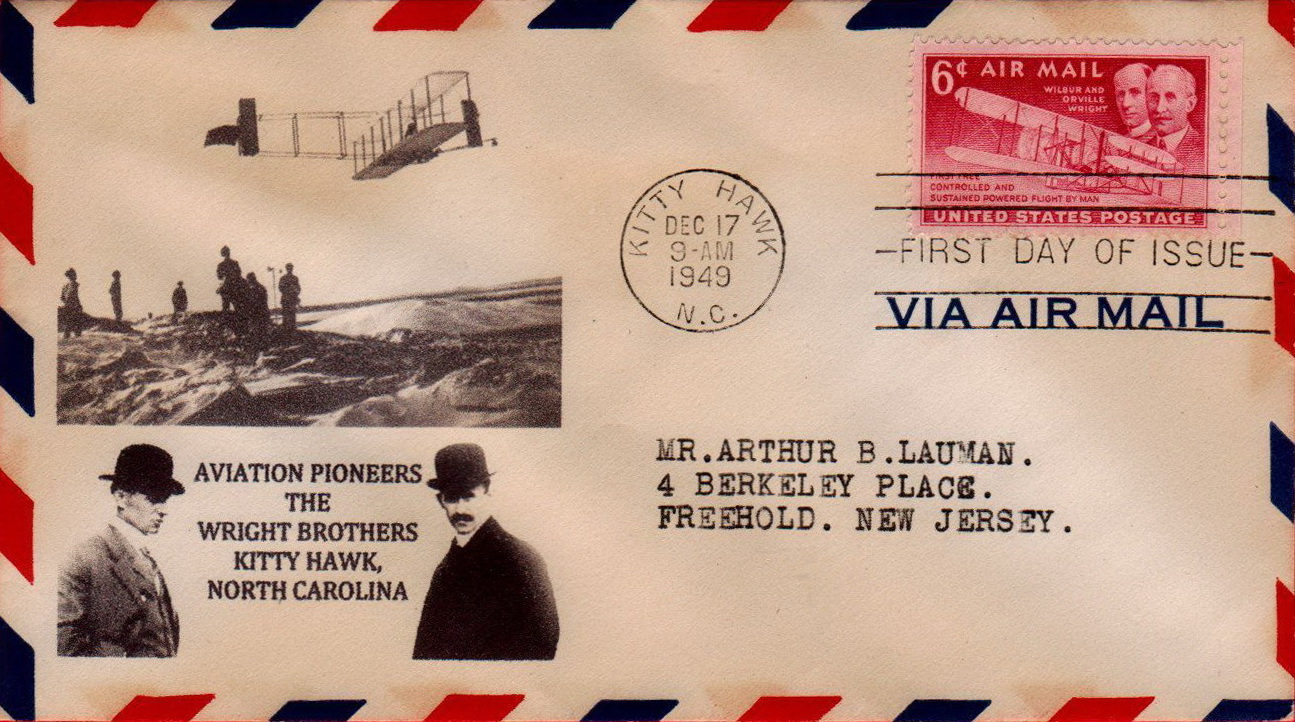 6¢ AIR MAIL
WILBUR AND
ORVILLE
WRIGHT
FIRST FREE
CONTROLLED AND
SUSTAINED POWERED FLIGHT BY MAN
UNITED STATES POSTAGE
KITTY HAWK
DEC 17
9-AM
1949
N.C.
FIRST DAY OF ISSUE
VIA AIR MAIL
AVIATION PIONEERS
THE
WRIGHT BROTHERS
KITTY HAWK,
NORTH CAROLINA
MR.ARTHUR B.LAUMAN.
4 BERKELEY PLACE.
FREEHOLD. NEW JERSEY.